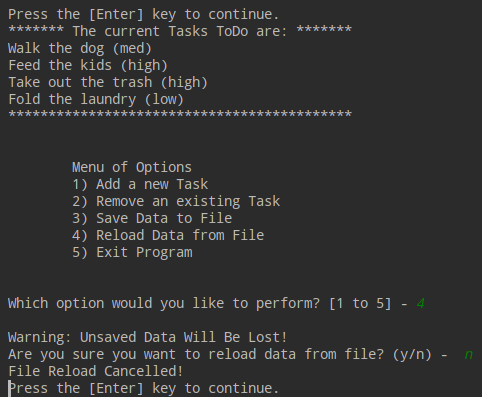 Press the [Enter] key to continue.
******* The current Tasks ToDo are: *******
Walk the dog (med)
Feed the kids (high)
Take out the trash (high)
Fold the laundry (low)
*******************************************
Menu of Options
1) Add a new Task
2) Remove an existing Task
3) Save Data to File
4) Reload Data from File
5) Exit Program
Which option would you like to perform? [1 to 5] - 4
Warning: Unsaved Data Will Be Lost!
Are you sure you want to reload data from file? (y/n) -  n
File Reload Cancelled!
Press the [Enter] key to continue.